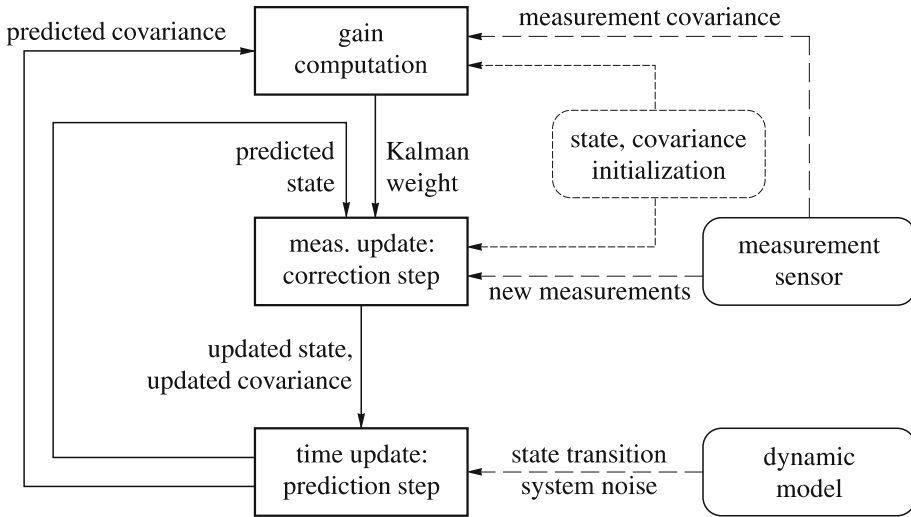 measurement covariance
predicted covariance
gain
computation
state, covariance
initialization
predicted
state
Kalman
weight
meas. update:
correction step
measurement
sensor
new measurements
updated state,
updated covariance
time update:
prediction step
state transition
system noise
dynamic
model